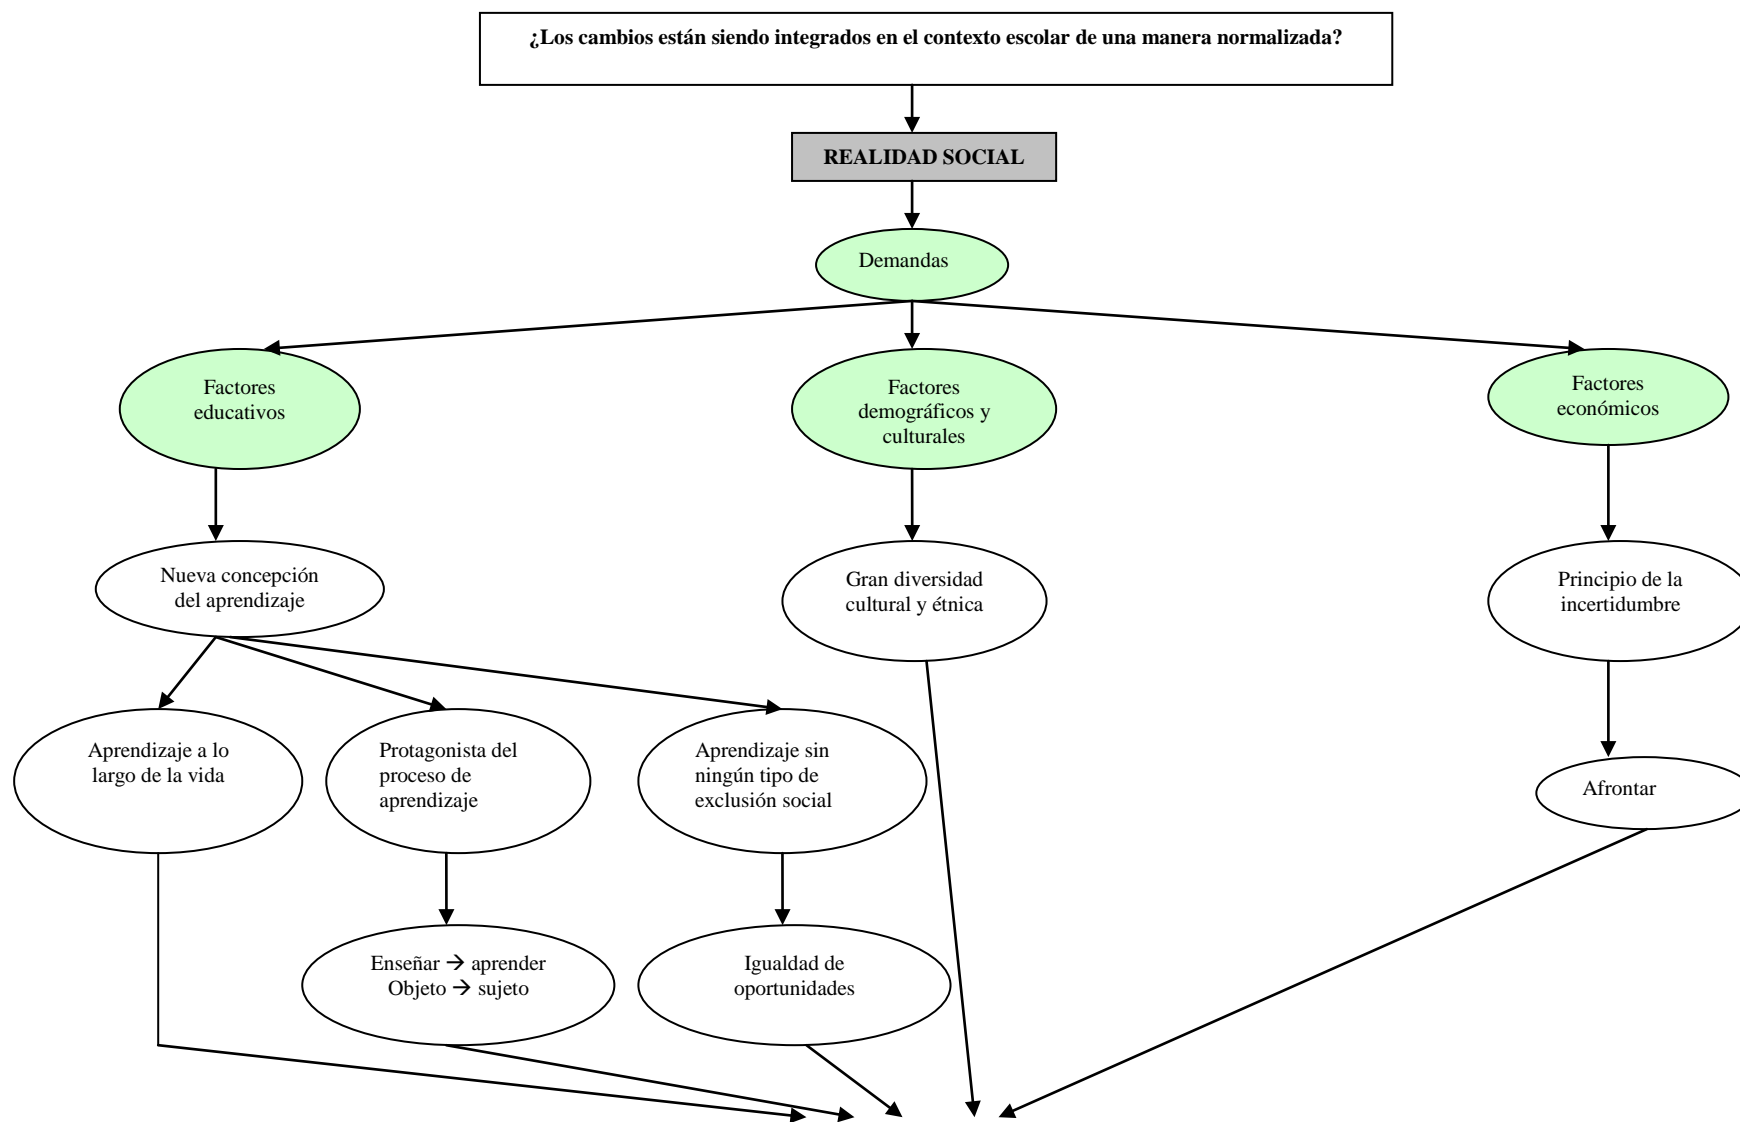 ¿Los cambios están siendo integrados en el contexto escolar de una manera normalizada?
REALIDAD SOCIAL
Demandas
Factores
educativos
Factores
demográficos y
culturales
Factores
económicos
Nueva concepción
del aprendizaje
Gran diversidad
cultural y étnica
Principio de la
incertidumbre
Aprendizaje a lo
largo de la vida
Protagonista del
proceso de
aprendizaje
Aprendizaje sin
ningún tipo de
exclusión social
Afrontar
Enseñar → aprender
Objeto → sujeto
Igualdad de
oportunidades